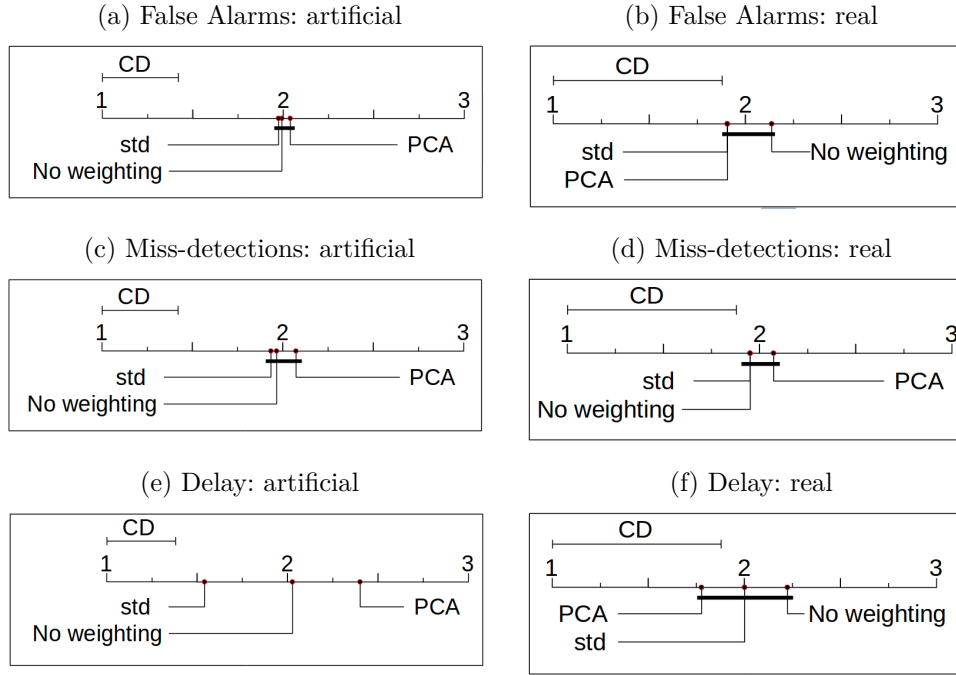 (a) False Alarms: artificial
CD
1 2 3
std PCA
No weighting
(b) False Alarms: real
CD
1 2 3
std No weighting
PCA
(c) Miss-detections: artificial
CD
1 2 3
std PCA
No weighting
(d) Miss-detections: real
CD
1 2 3
std PCA
No weighting
(e) Delay: artificial
CD
1 2 3
std PCA
No weighting
(f) Delay: real
CD
1 2 3
PCA No weighting
std